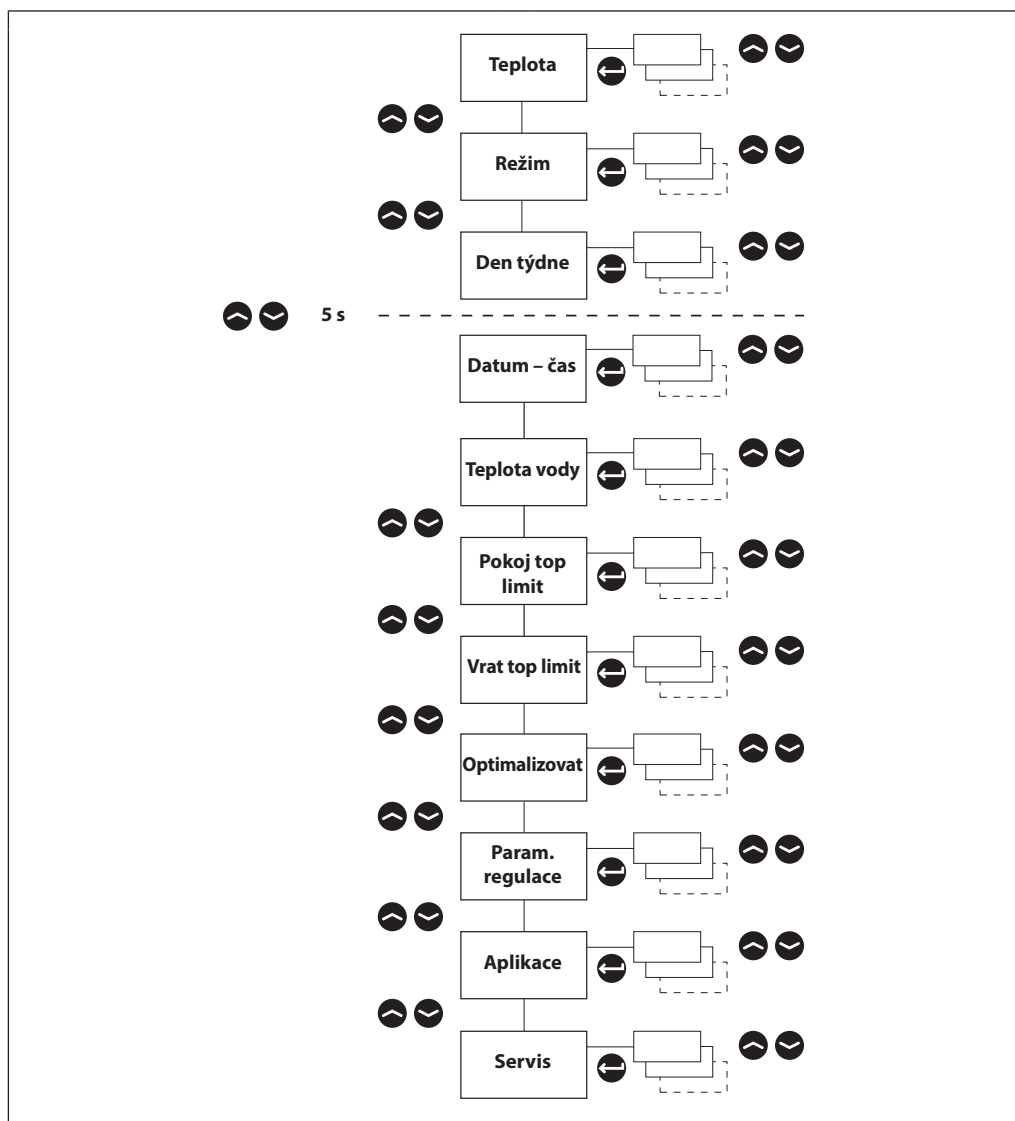 Teplota
Režim
Den týdne
5 s
Datum – čas
Teplota vody
Pokoj top
limit
Vrat top limit
Optimalizovat
Param.
regulace
Aplikace
Servis